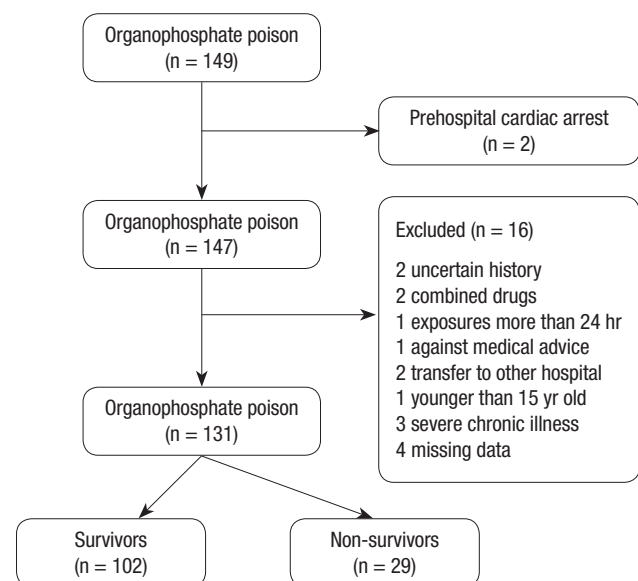 Organophosphate poison
(n = 149)
Prehospital cardiac arrest
(n = 2)
Organophosphate poison
(n = 147)
Excluded (n = 16)
2 uncertain history
2 combined drugs
1 exposures more than 24 hr
1 against medical advice
2 transfer to other hospital
1 younger than 15 yr old
3 severe chronic illness
4 missing data
Organophosphate poison
(n = 131)
Survivors
(n = 102)
Non-survivors
(n = 29)